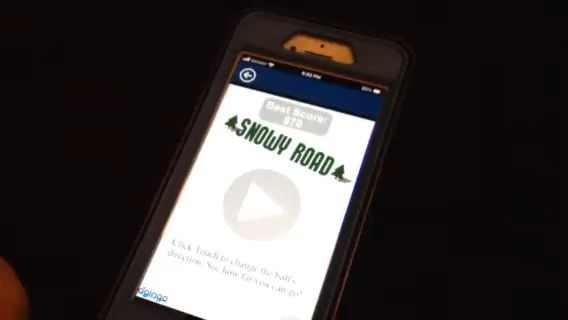 Best Score:
SNOWY ROAD
Click/Touch to change the ball's
direction. See how far you can go!